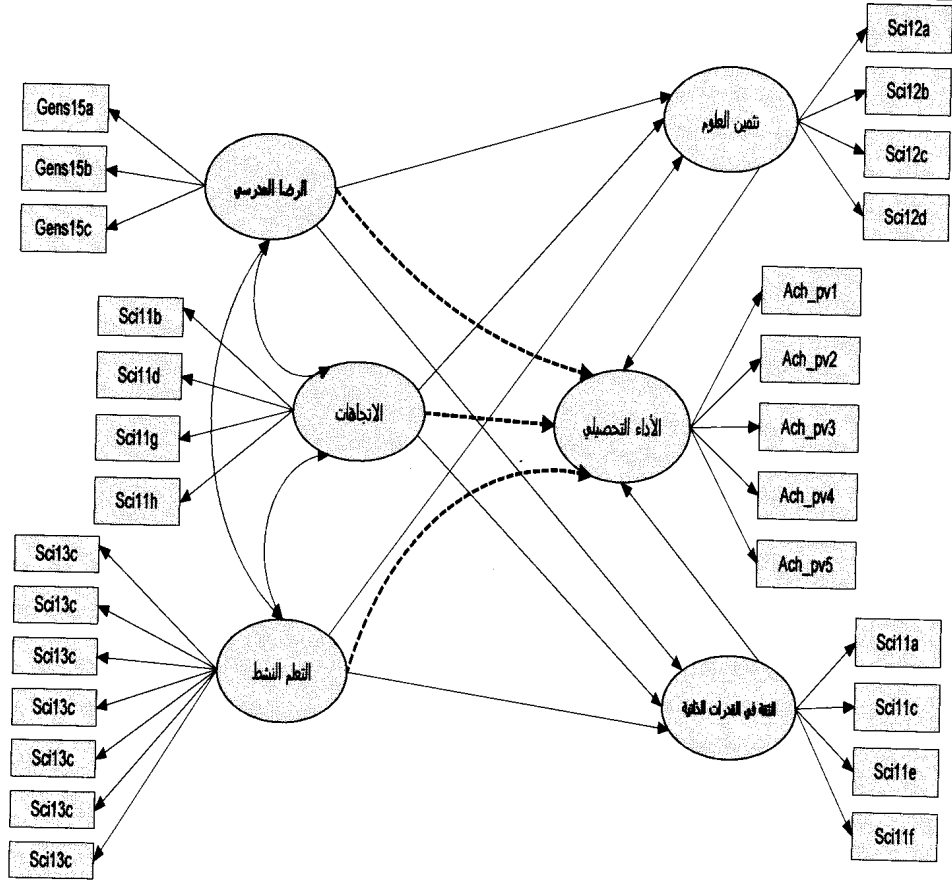 Sci12a
Sci12b
Sci12c
Sci12d
تثمين العلوم
Gens15a
Gens15b
Gens15c
الرضا المدرسي
Sci11b
Sci11d
Sci11g
Sci11h
الاتجاهات
Ach_pv1
Ach_pv2
Ach_pv3
Ach_pv4
Ach_pv5
الأداء التحصيلي
Sci13c
Sci13c
Sci13c
Sci13c
Sci13c
Sci13c
Sci13c
التعلم النشط
الثقة في القدرات الذاتية
Sci11a
Sci11c
Sci11e
Sci11f